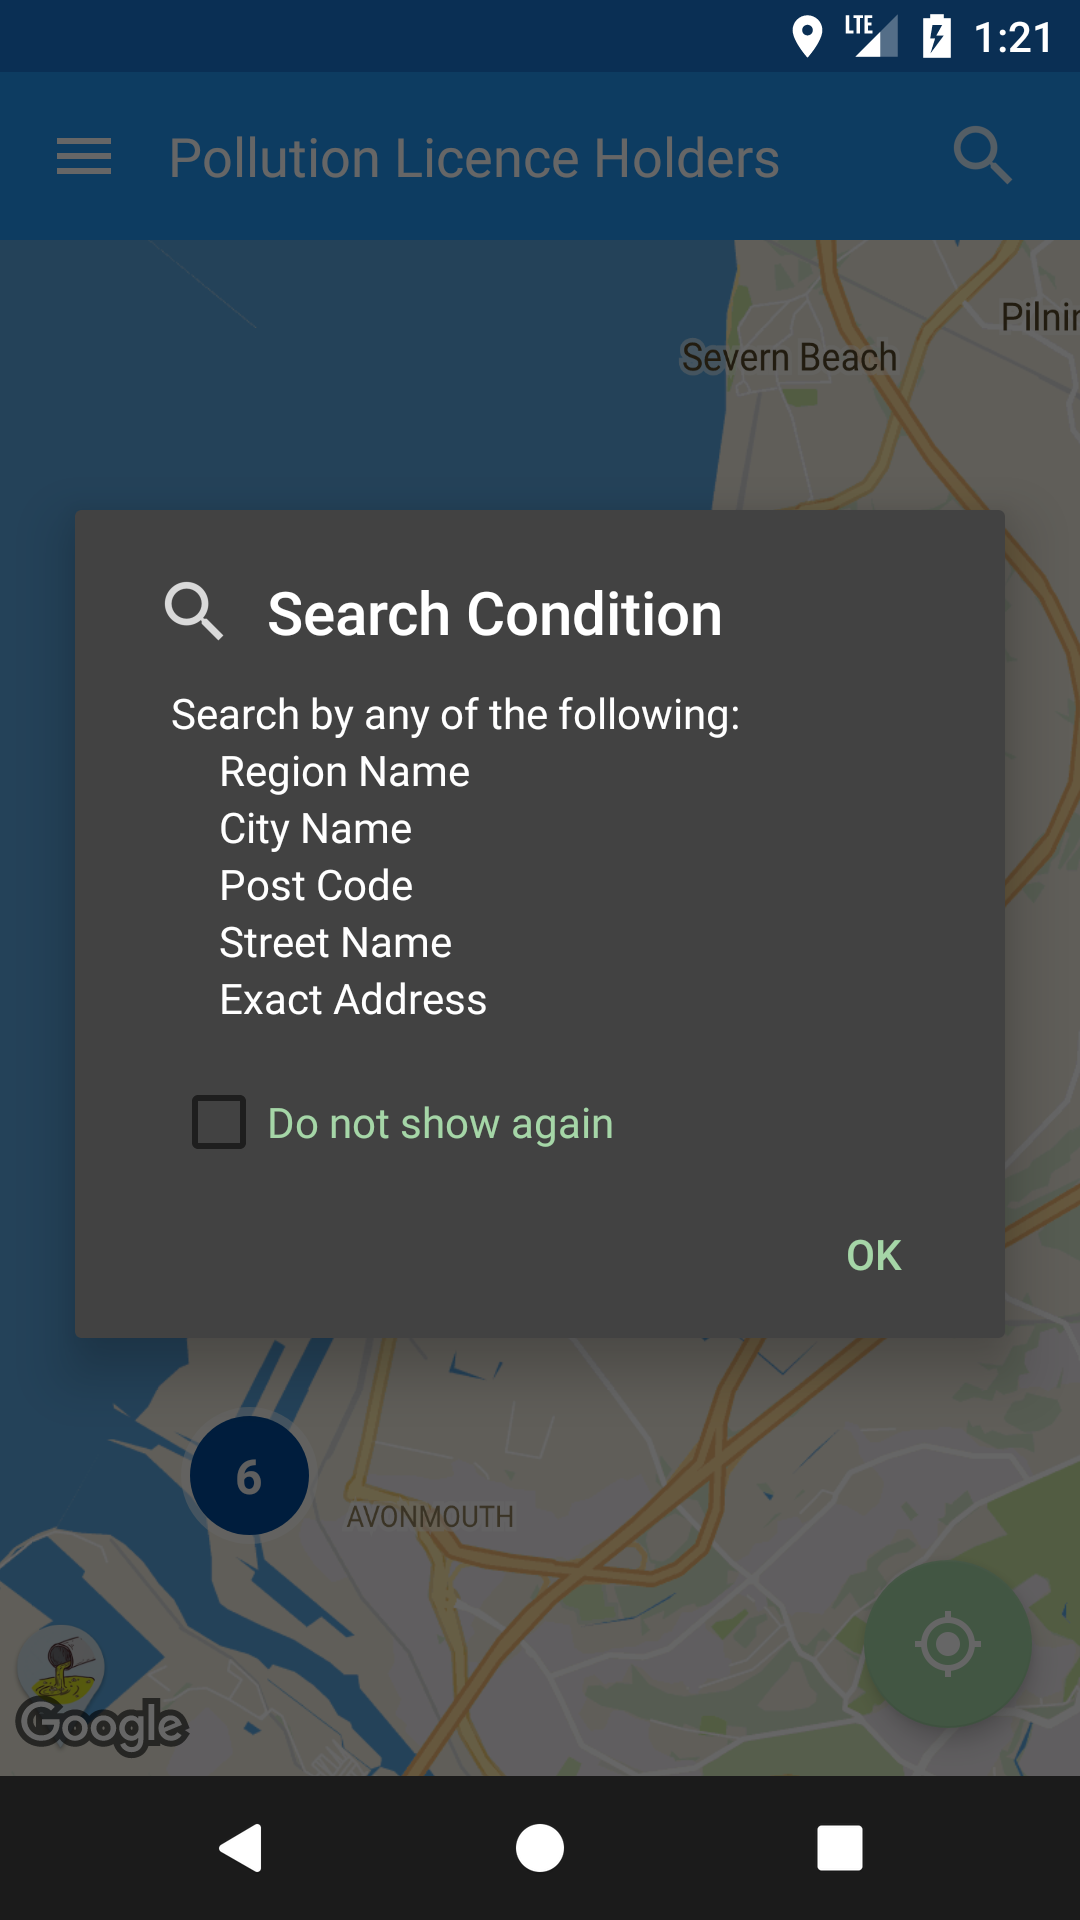 LTE 1:21
Pollution Licence Holders
Pilnin
Severn Beach
Search Condition
Search by any of the following:
Region Name
City Name
Post Code
Street Name
Exact Address
Do not show again
OK
6
AVONMOUTH
Google